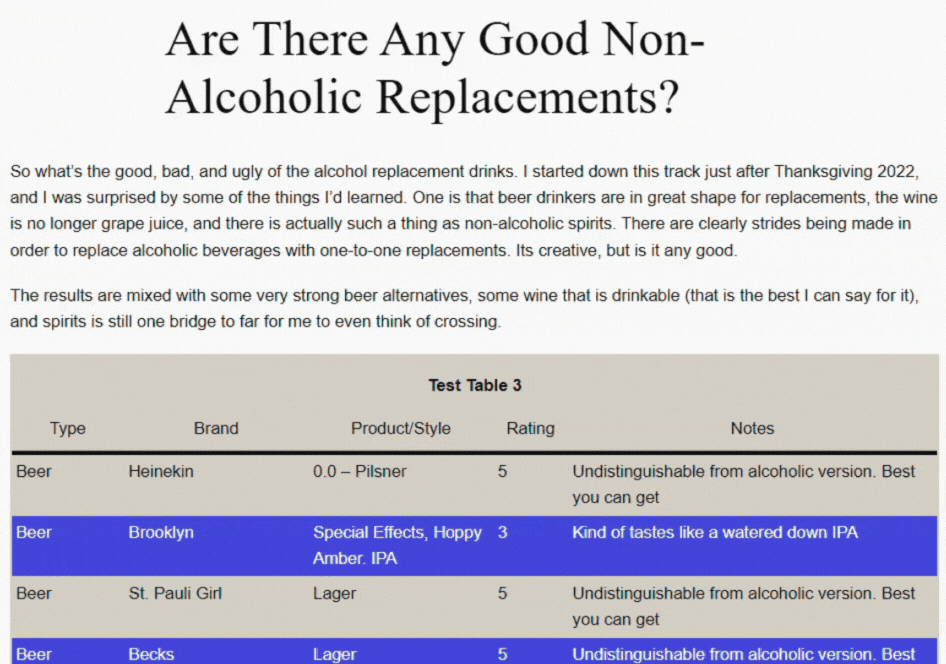 Are There Any Good Non-
Alcoholic Replacements?
So what's the good, bad, and ugly of the alcohol replacement drinks. I started down this track just after Thanksgiving 2022,
and I was surprised by some of the things I'd learned. One is that beer drinkers are in great shape for replacements, the wine
is no longer grape juice, and there is actually such a thing as non-alcoholic spirits. There are clearly strides being made in
order to replace alcoholic beverages with one-to-one replacements. Its creative, but is it any good.
The results are mixed with some very strong beer alternatives, some wine that is drinkable (that is the best I can say for it),
and spirits is still one bridge to far for me to even think of crossing.
Test Table 3
Type Brand Product/Style Rating Notes
Beer Heinekin 0.0 – Pilsner 5 Undistinguishable from alcoholic version. Best
you can get
Beer Brooklyn Special Effects, Hoppy 3 Kind of tastes like a watered down IPA
Amber. IPA
Beer St. Pauli Girl Lager 5 Undistinguishable from alcoholic version. Best
you can get
Beer Becks Lager 5 Undistinguishable from alcoholic version. Best